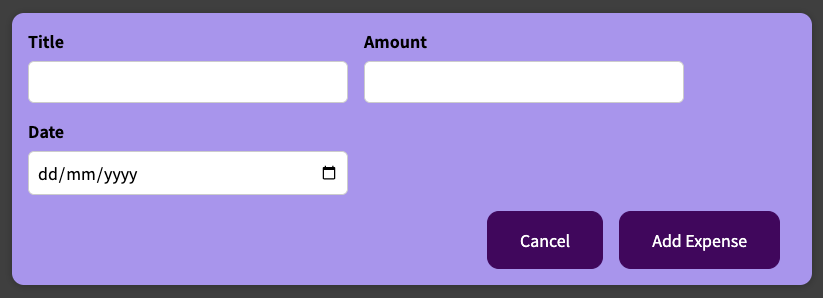 Title
Amount
Date
dd/mm/yyyy
Cancel
Add Expense